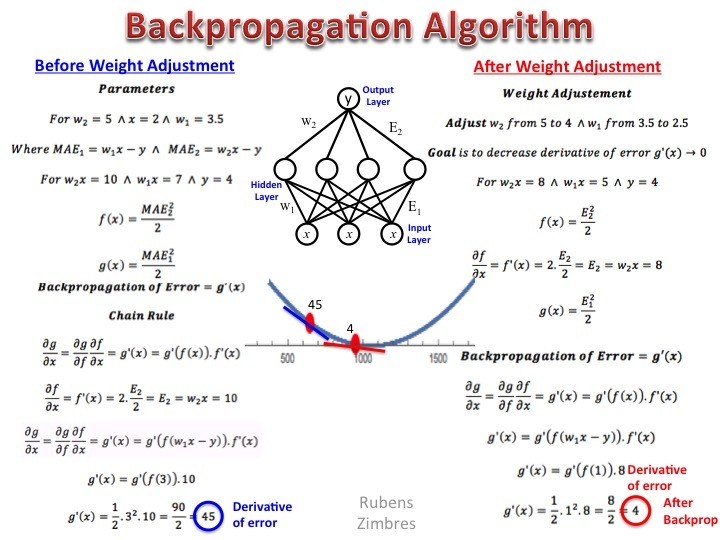 Backpropagation Algorithm
Before Weight Adjustment
Parameters
For w₂ = 5 ∧ x = 2 ∧ w₁ = 3.5
Where MAE₁ = w₁x − y ∧ MAE₂ = w₂x − y
For w₂x = 10 ∧ w₁x = 7 ∧ y = 4
f(x) = MAE₂²/2
g(x) = MAE₁²/2
Backpropagation of Error = g′(x)
Chain Rule
∂g/∂x = ∂g/∂f ∂f/∂x = g′(x) = g′(f(x)).f′(x)
∂f/∂x = f′(x) = 2.E₂/2 = E₂ = w₂x = 10
∂g/∂x = ∂g/∂f ∂f/∂x = g′(x) = g′(f(w₁x − y)).f′(x)
g′(x) = g′(f(3)).10
g′(x) = 1/2.3².10 = 90/2 = 45
Derivative
of error
Output
Layer
y
w₂
E₂
Hidden
Layer
w₁
E₁
x
x
x
Input
Layer
45
4
500
1000
1500
Rubens
Zimbres
After Weight Adjustment
Weight Adjustement
Adjust w₂ from 5 to 4 ∧ w₁ from 3.5 to 2.5
Goal is to decrease derivative of error g′(x) → 0
For w₂x = 8 ∧ w₁x = 5 ∧ y = 4
f(x) = E₂²/2
∂f/∂x = f′(x) = 2.E₂/2 = E₂ = w₂x = 8
g(x) = E₁²/2
Backpropagation of Error = g′(x)
∂g/∂x = ∂g/∂f ∂f/∂x = g′(x) = g′(f(x)).f′(x)
g′(x) = g′(f(w₁x − y)).f′(x)
g′(x) = g′(f(1)).8
Derivative
of error
g′(x) = 1/2.1².8 = 8/2 = 4
After
Backprop